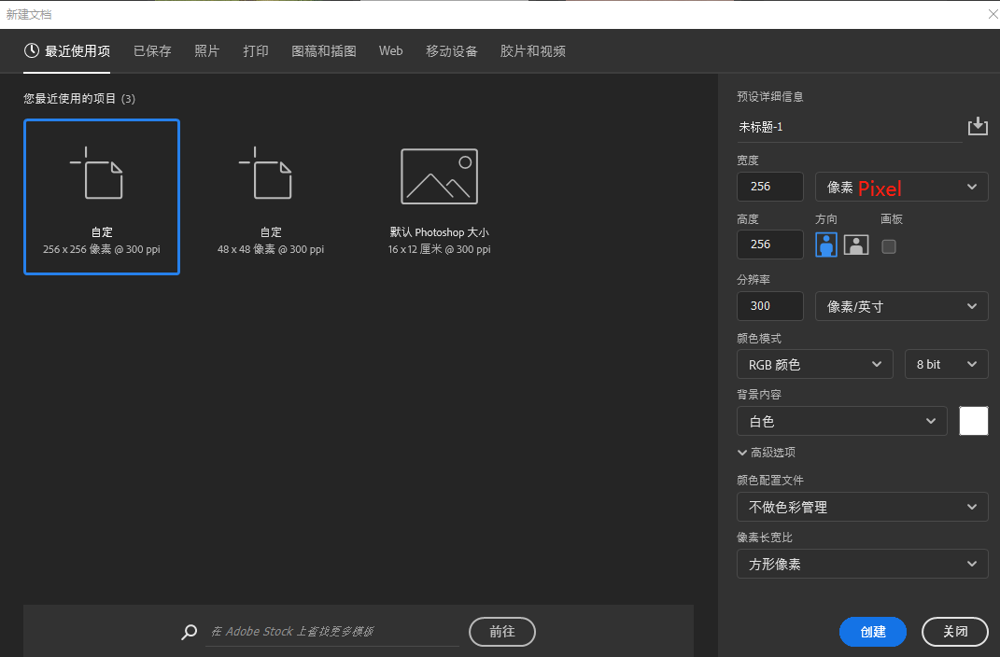 新建文档
最近使用项 已保存 照片 打印 图稿和插图 Web 移动设备 胶片和视频
您最近使用的项目 (3)
自定
256 x 256 像素 @ 300 ppi
自定
48 x 48 像素 @ 300 ppi
默认 Photoshop 大小
16 x 12 厘米 @ 300 ppi
在 Adobe Stock 上查找更多模板
前往
预设详细信息
未标题-1
宽度
256 像素 Pixel
高度 方向 画板
256
分辨率
300 像素/英寸
颜色模式
RGB 颜色 8 bit
背景内容
白色
高级选项
颜色配置文件
不做色彩管理
像素长宽比
方形像素
创建 关闭